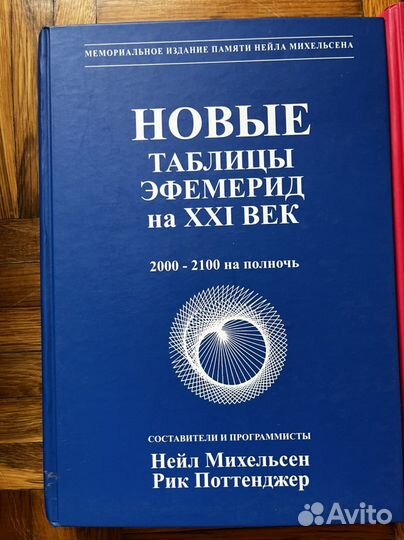 МЕМОРИАЛЬНОЕ ИЗДАНИЕ ПАМЯТИ НЕЙЛА МИХЕЛЬСЕНА
НОВЫЕ
ТАБЛИЦЫ
ЭФЕМЕРИД
на XXI ВЕК
2000 - 2100 на полночь
СОСТАВИТЕЛИ И ПРОГРАММИСТЫ
Нейл Михельсен
Рик Поттенджер
Avito